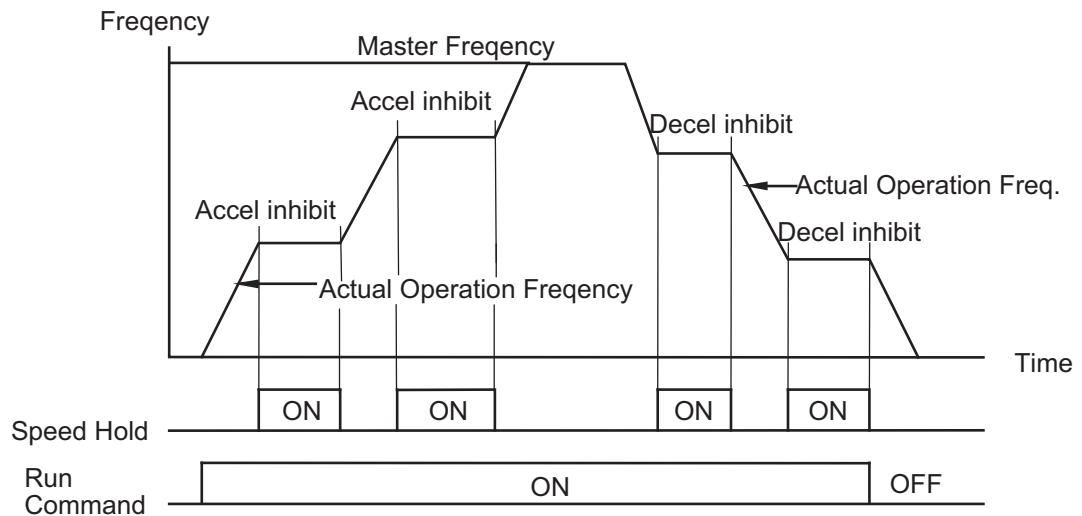 Freqency
Master Freqency
Accel inhibit
Decel inhibit
Actual Operation Freq.
Accel inhibit
Decel inhibit
Actual Operation Freqency
Time
ON
ON
ON
ON
Speed Hold
Run
Command
ON
OFF